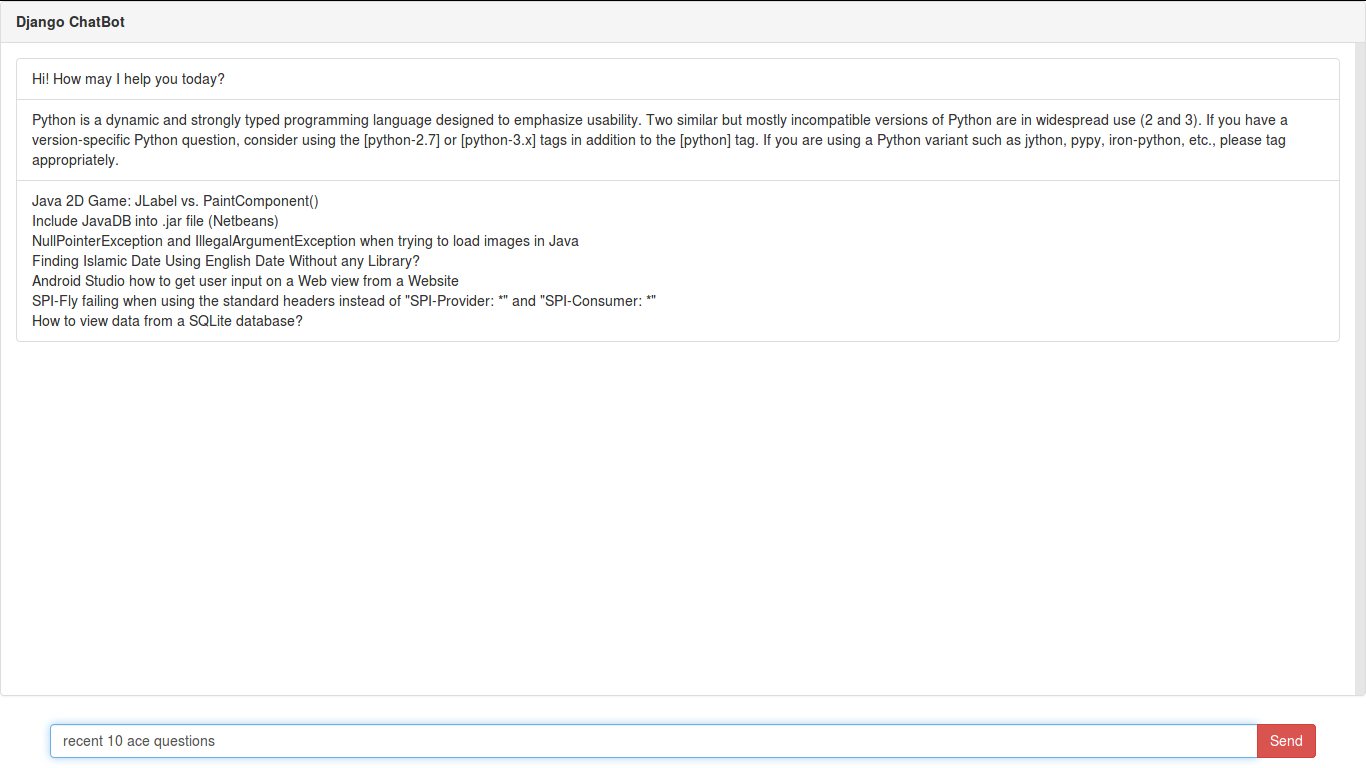 Django ChatBot
Hi! How may I help you today?
Python is a dynamic and strongly typed programming language designed to emphasize usability. Two similar but mostly incompatible versions of Python are in widespread use (2 and 3). If you have a
version-specific Python question, consider using the [python-2.7] or [python-3.x] tags in addition to the [python] tag. If you are using a Python variant such as jython, pypy, iron-python, etc., please tag
appropriately.
Java 2D Game: JLabel vs. PaintComponent()
Include JavaDB into .jar file (Netbeans)
NullPointerException and IllegalArgumentException when trying to load images in Java
Finding Islamic Date Using English Date Without any Library?
Android Studio how to get user input on a Web view from a Website
SPI-Fly failing when using the standard headers instead of "SPI-Provider: *" and "SPI-Consumer: *"
How to view data from a SQLite database?
recent 10 ace questions
Send